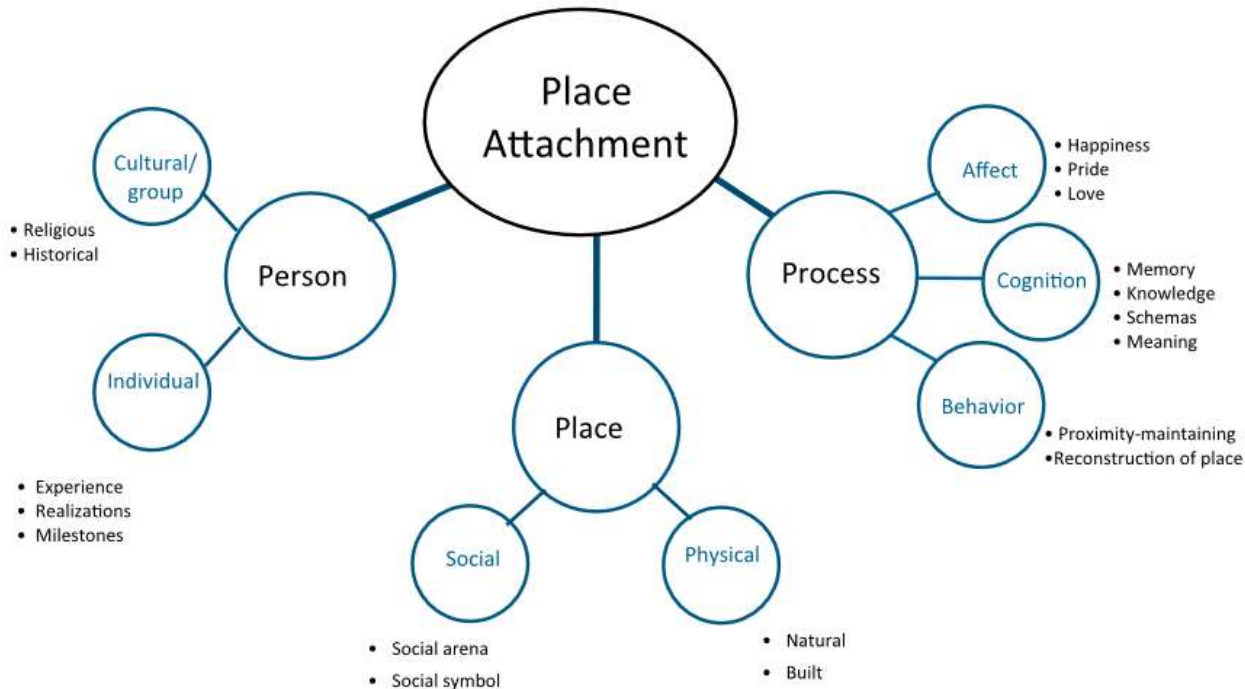 Place
Attachment
Cultural/
group
• Religious
• Historical
Person
Individual
• Experience
• Realizations
• Milestones
Place
Social
• Social arena
• Social symbol
Physical
• Natural
• Built
Process
Affect
• Happiness
• Pride
• Love
Cognition
• Memory
• Knowledge
• Schemas
• Meaning
Behavior
• Proximity-maintaining
•Reconstruction of place